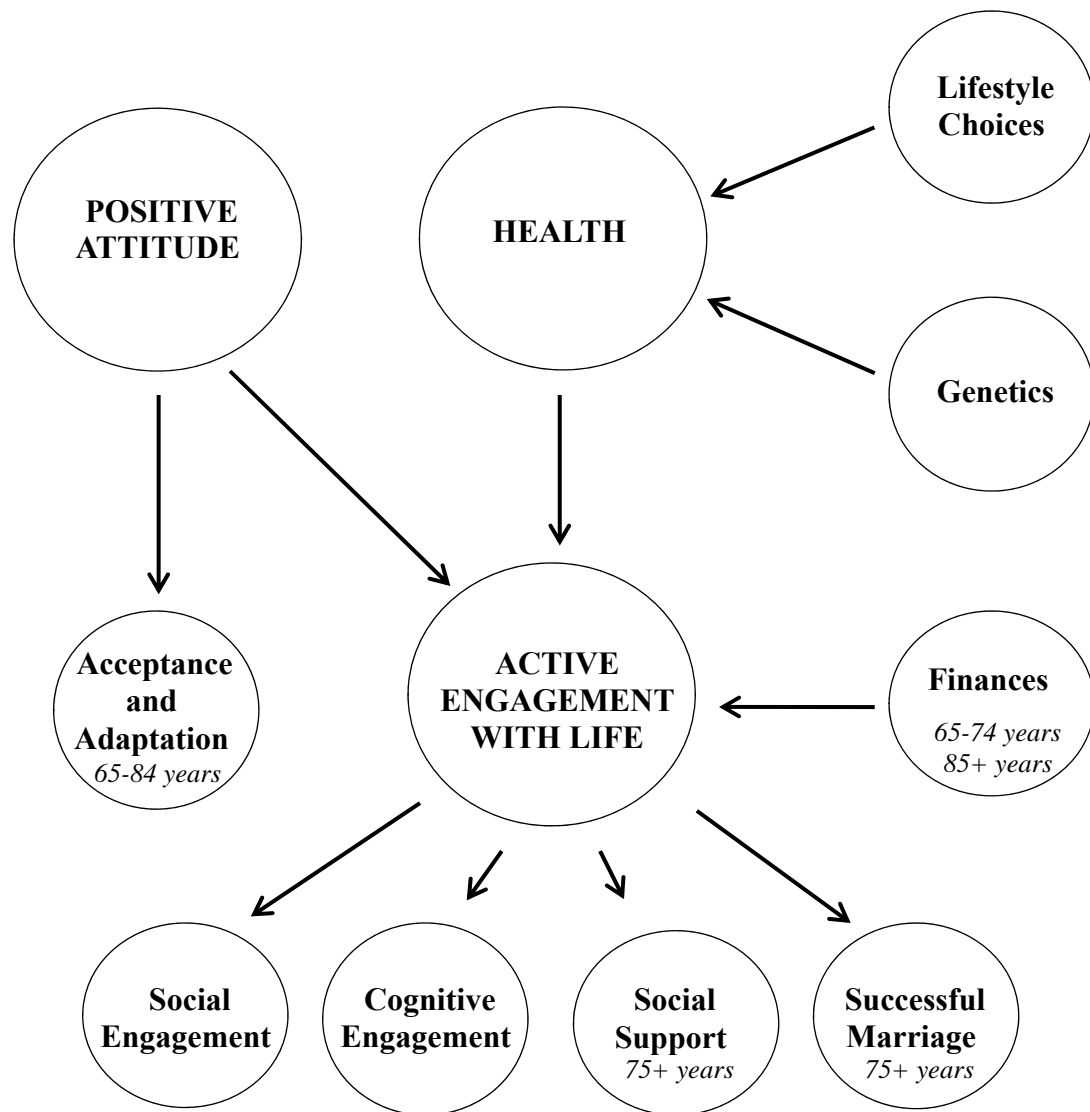 Lifestyle
Choices
POSITIVE
ATTITUDE
HEALTH
Genetics
Acceptance
and
Adaptation
65-84 years
ACTIVE
ENGAGEMENT
WITH LIFE
Finances
65-74 years
85+ years
Social
Engagement
Cognitive
Engagement
Social
Support
75+ years
Successful
Marriage
75+ years